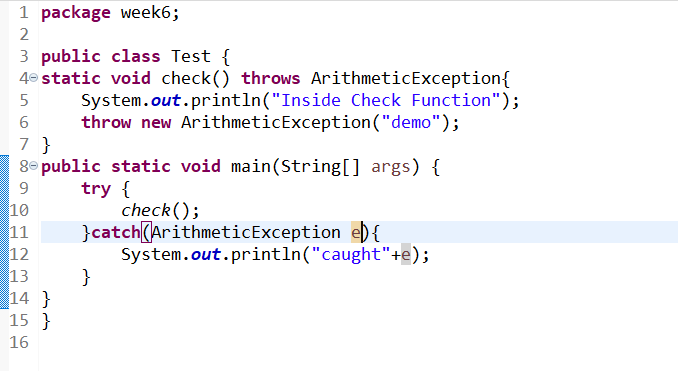 1 package week6;
2
3 public class Test {
4 static void check() throws ArithmeticException{
5     System.out.println("Inside Check Function");
6     throw new ArithmeticException("demo");
7 }
8 public static void main(String[] args) {
9     try {
10         check();
11     }catch(ArithmeticException e){
12         System.out.println("caught"+e);
13     }
14 }
15 }
16